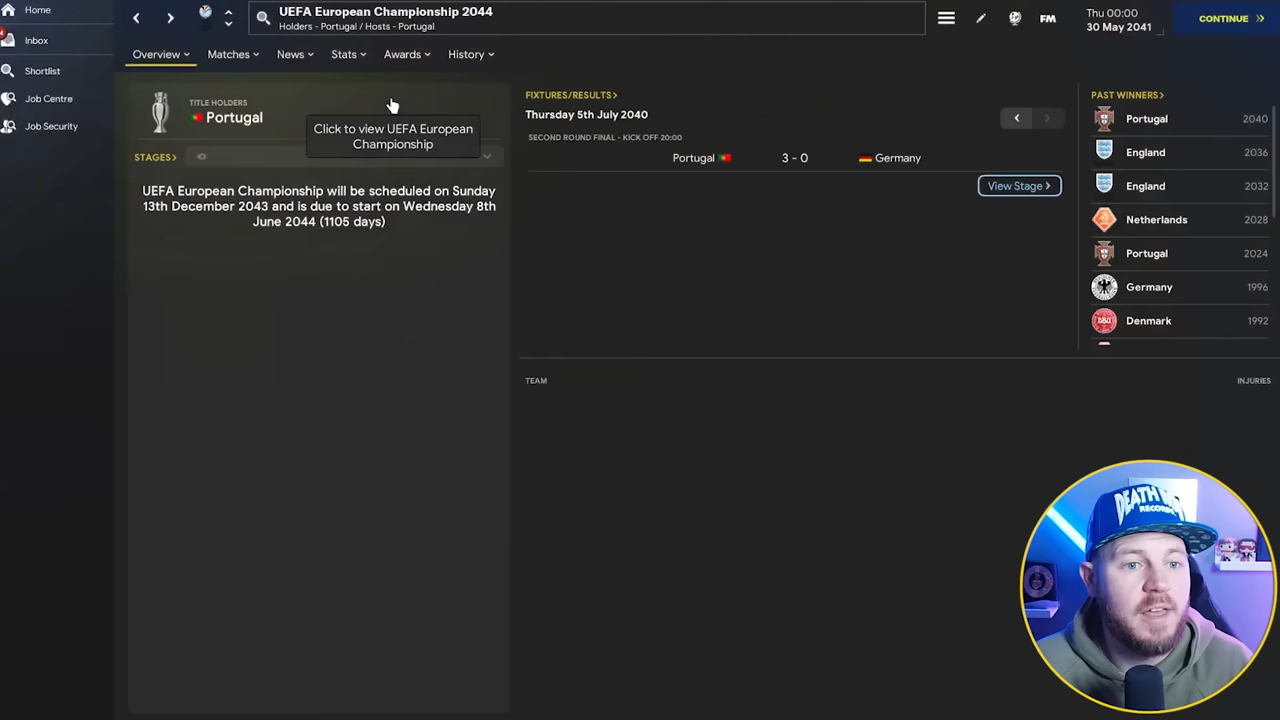 Home
Inbox
Shortlist
Job Centre
Job Security
UEFA European Championship 2044
Holders - Portugal / Hosts - Portugal
FM
Thu 00:00
30 May 2041
CONTINUE
Overview
Matches
News
Stats
Awards
History
TITLE HOLDERS
Portugal
Click to view UEFA European
Championship
STAGES>
UEFA European Championship will be scheduled on Sunday
13th December 2043 and is due to start on Wednesday 8th
June 2044 (1105 days)
FIXTURES/RESULTS>
Thursday 5th July 2040
SECOND ROUND FINAL - KICK OFF 20:00
Portugal 3 - 0 Germany
View Stage >
PAST WINNERS>
Portugal 2040
England 2036
England 2032
Netherlands 2028
Portugal 2024
Germany 1996
Denmark 1992
TEAM INJURIES
DEATH
RECORDS